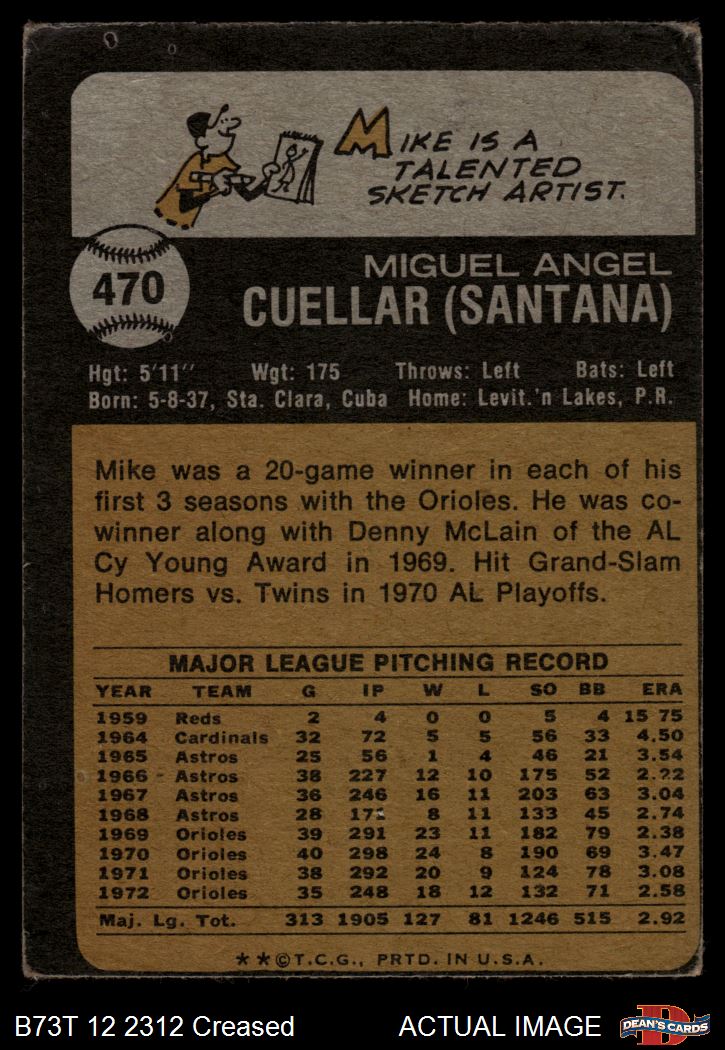 MIKE IS A
TALENTED
SKETCH ARTIST.
470
MIGUEL ANGEL
CUELLAR (SANTANA)
Hgt: 5'11" Wgt: 175 Throws: Left Bats: Left
Born: 5-8-37, Sta. Clara, Cuba Home: Levit.'n Lakes, P.R.
Mike was a 20-game winner in each of his
first 3 seasons with the Orioles. He was co-
winner along with Denny McLain of the AL
Cy Young Award in 1969. Hit Grand-Slam
Homers vs. Twins in 1970 AL Playoffs.
MAJOR LEAGUE PITCHING RECORD
YEAR TEAM G IP W L SO BB ERA
1959 Reds 2 4 0 0 5 4 15 75
1964 Cardinals 32 72 5 5 56 33 4.50
1965 Astros 25 56 1 4 46 21 3.54
1966 Astros 38 227 12 10 175 52 2.22
1967 Astros 36 246 16 11 203 63 3.04
1968 Astros 28 8 11 133 45 2.74
1969 Orioles 39 291 23 11 182 79 2.38
1970 Orioles 40 298 24 8 190 69 3.47
1971 Orioles 38 292 20 9 124 78 3.08
1972 Orioles 35 248 18 12 132 71 2.58
Maj. Lg. Tot. 313 1905 127 81 1246 515 2.92
**©T.C.G., PRTD. IN U.S.A.
B73T 12 2312 Creased ACTUAL IMAGE
DEAN'S CARDS